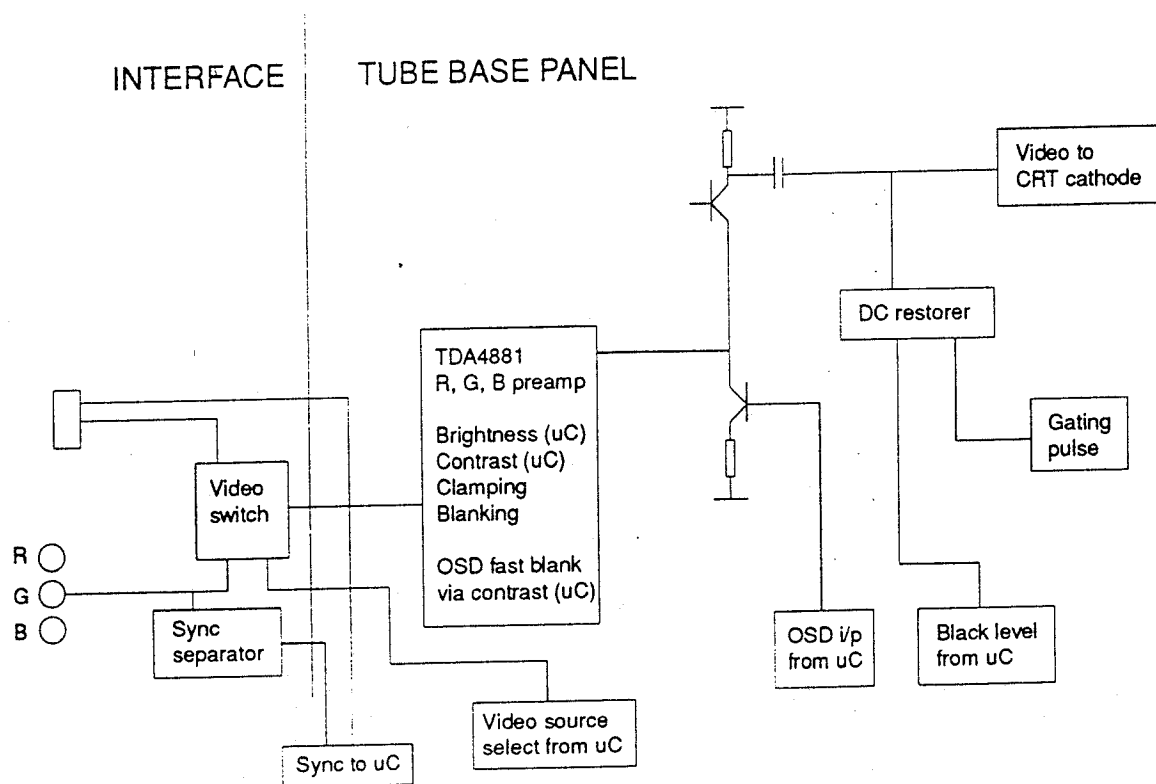 INTERFACE
TUBE BASE PANEL
Video to
CRT cathode
DC restorer
TDA4881
R, G, B preamp
Brightness (uC)
Contrast (uC)
Clamping
Blanking
OSD fast blank
via contrast (uC)
Gating
pulse
Video
switch
R
G
B
Sync
separator
OSD i/p
from uC
Black level
from uC
Video source
select from uC
Sync to uC